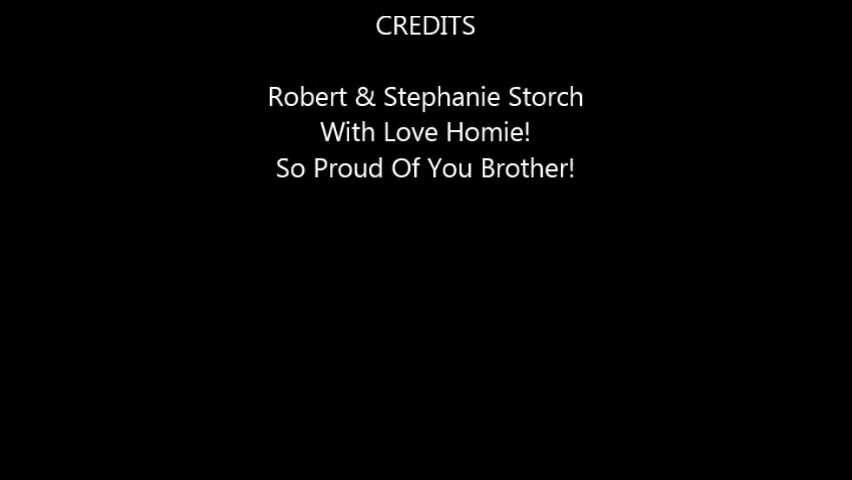 CREDITS
Robert & Stephanie Storch
With Love Homie!
So Proud Of You Brother!